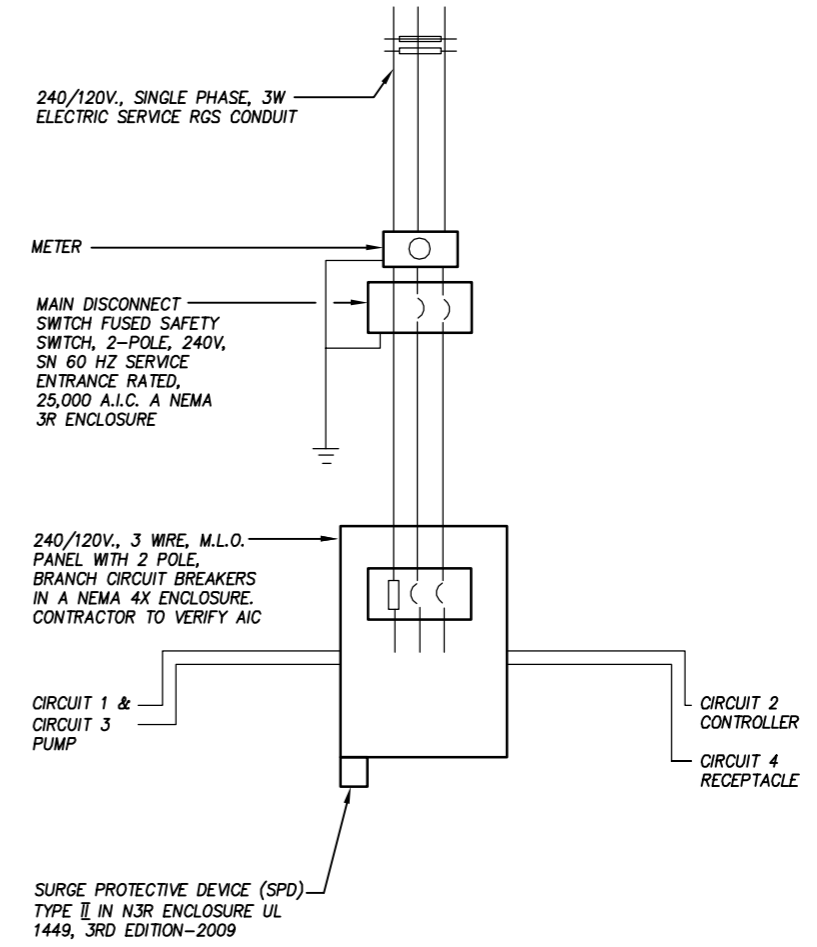 240/120V., SINGLE PHASE, 3W
ELECTRIC SERVICE RGS CONDUIT
METER
MAIN DISCONNECT
SWITCH FUSED SAFETY
SWITCH, 2-POLE, 240V,
SN 60 HZ SERVICE
ENTRANCE RATED,
25,000 A.I.C. A NEMA
3R ENCLOSURE
240/120V., 3 WIRE, M.L.O.
PANEL WITH 2 POLE,
BRANCH CIRCUIT BREAKERS
IN A NEMA 4X ENCLOSURE.
CONTRACTOR TO VERIFY AIC
CIRCUIT 1 &
CIRCUIT 3
PUMP
CIRCUIT 2
CONTROLLER
CIRCUIT 4
RECEPTACLE
SURGE PROTECTIVE DEVICE (SPD)
TYPE II IN N3R ENCLOSURE UL
1449, 3RD EDITION-2009